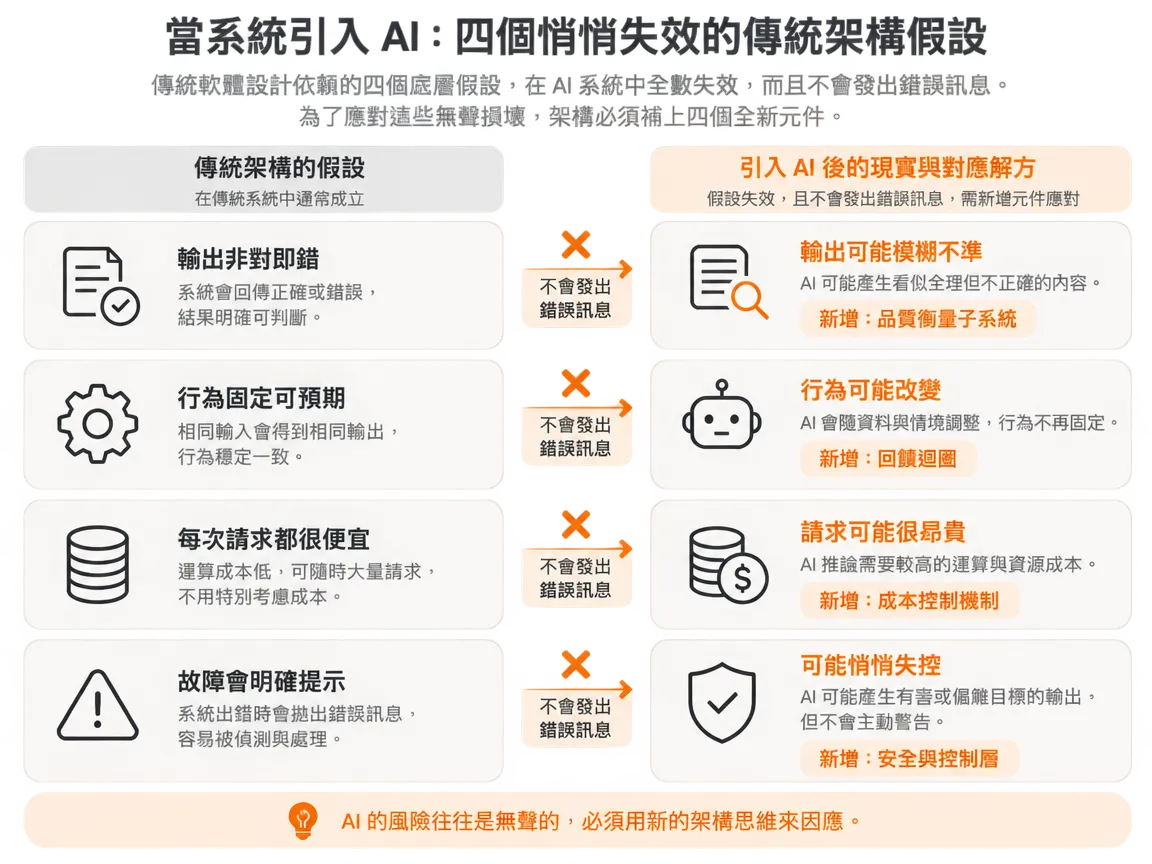 當系統引入 AI：四個悄悄失效的傳統架構假設
傳統軟體設計依賴的四個底層假設，在 AI 系統中全數失效，而且不會發出錯誤訊息。
為了應對這些無聲損壞，架構必須補上四個全新元件。
傳統架構的假設
在傳統系統中通常成立
引入 AI 後的現實與對應解方
假設失效，且不會發出錯誤訊息，需新增元件應對
輸出非對即錯
系統會回傳正確或錯誤，
結果明確可判斷。
不會發出
錯誤訊息
輸出可能模糊不準
AI 可能產生看似全理但不正確的內容。
新增：品質衡量子系統
行為固定可預期
相同輸入會得到相同輸出，
行為穩定一致。
不會發出
錯誤訊息
行為可能改變
AI 會隨資料與情境調整，行為不再固定。
新增：回饋迴圈
每次請求都很便宜
運算成本低，可隨時大量請求，
不用特別考慮成本。
不會發出
錯誤訊息
請求可能很昂貴
AI 推論需要較高的運算與資源成本。
新增：成本控制機制
故障會明確提示
系統出錯時會拋出錯誤訊息，
容易被偵測與處理。
不會發出
錯誤訊息
可能悄悄失控
AI 可能產生有害或偏離目標的輸出，
但不會主動警告。
新增：安全與控制層
AI 的風險往往是無聲的，必須用新的架構思維來因應。